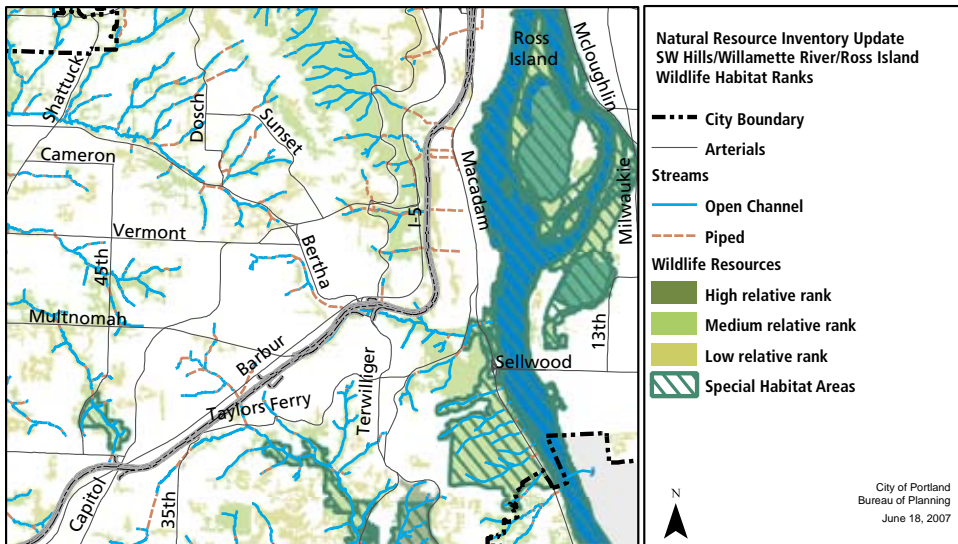 Ross
Island
Mcloughlin
Shattuck
Dosch
Sunset
Cameron
Macadam
Milwaukie
I-5
Vermont
Bertha
45th
Multnomah
13th
Barbur
Sellwood
Terwilliger
Taylors Ferry
Capitol
35th
Natural Resource Inventory Update
SW Hills/Willamette River/Ross Island
Wildlife Habitat Ranks
City Boundary
Arterials
Streams
Open Channel
Piped
Wildlife Resources
High relative rank
Medium relative rank
Low relative rank
Special Habitat Areas
N
City of Portland
Bureau of Planning
June 18, 2007